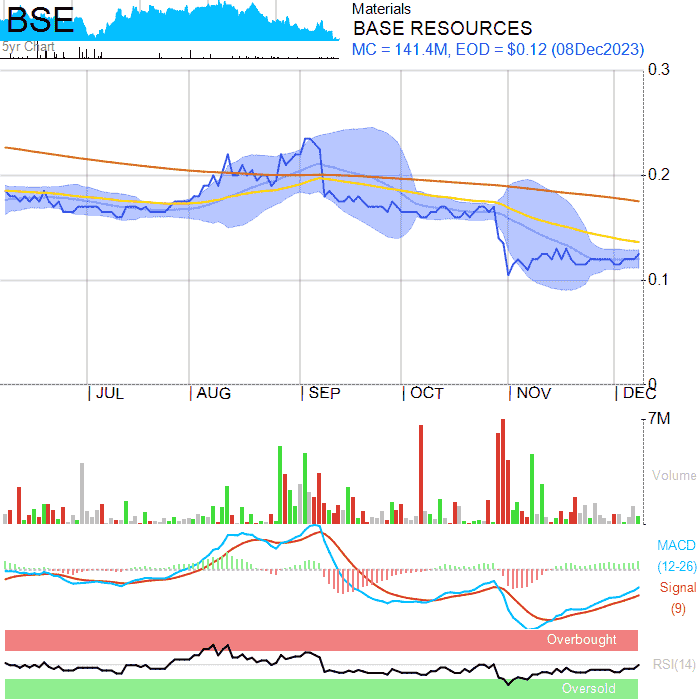 BSE
5yr Chart
Materials
BASE RESOURCES
MC = 141.4M, EOD = $0.12 (08Dec2023)
0.3
0.2
0.1
0
JUL AUG SEP OCT NOV DEC
7M
Volume
MACD
(12-26)
Signal
(9)
Overbought
RSI(14)
Oversold